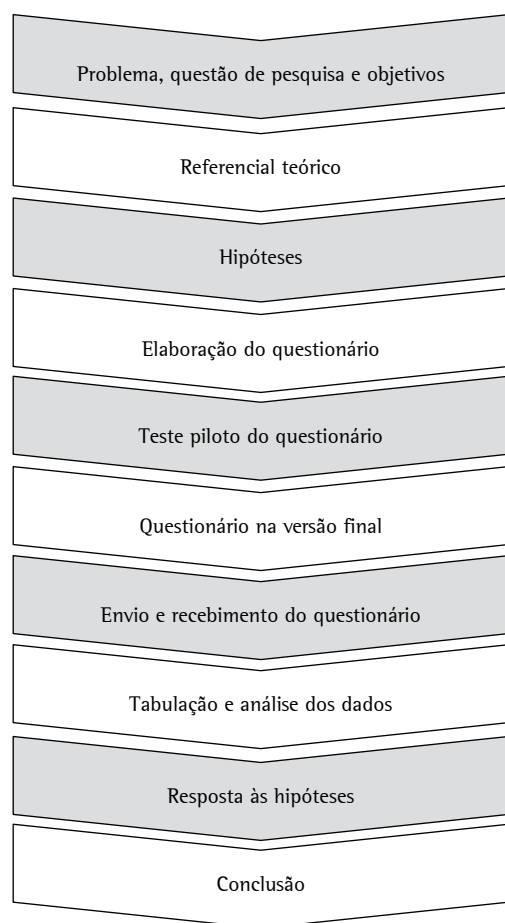 Problema, questão de pesquisa e objetivos
Referencial teórico
Hipóteses
Elaboração do questionário
Teste piloto do questionário
Questionário na versão final
Envio e recebimento do questionário
Tabulação e análise dos dados
Resposta às hipóteses
Conclusão